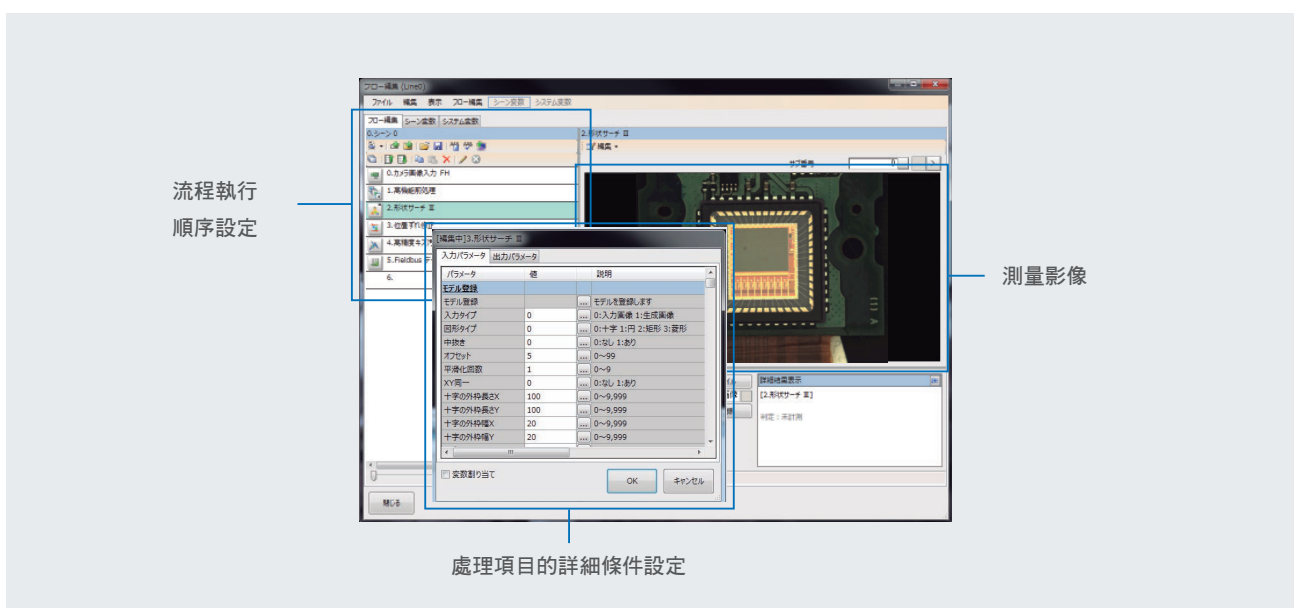 フロー編集 (Line0)
ファイル 編集 表示 フロー編集 シーン変数 システム変数
フロー編集 シーン変数 システム変数
0.シーン 0
2.形状サーチ Ⅲ
編集
サブ番号 0
0.カメラ画像入力 FH
1.高機能前処理
2.形状サーチ Ⅲ
3.位置ずれ修正
4.高精度キズ
5.Fieldbus デ
6.
流程執行
順序設定
測量影像
[編集中]3.形状サーチ Ⅲ
入力パラメータ 出力パラメータ
パラメータ 値 説明
モデル登録
モデル登録 ... モデルを登録します
入力タイプ 0 ... 0:入力画像 1:生成画像
図形タイプ 0 ... 0:十字 1:円 2:矩形 3:菱形
中抜き 0 ... 0:なし 1:あり
オフセット 5 ... 0～99
平滑化回数 1 ... 0～9
XY同一 0 ... 0:なし 1:あり
十字の外枠長さX 100 ... 0～9,999
十字の外枠長さY 100 ... 0～9,999
十字の外枠幅X 20 ... 0～9,999
十字の外枠幅Y 20 ... 0～9,999
変数割り当て
OK キャンセル
詳細結果表示
[2.形状サーチ Ⅲ]
判定 : 未計測
閉じる
處理項目的詳細條件設定